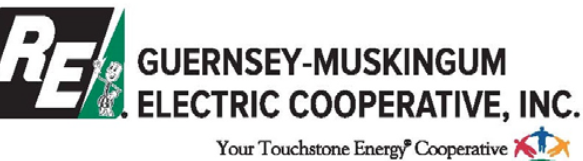 RE
GUERNSEY-MUSKINGUM
ELECTRIC COOPERATIVE, INC.
Your Touchstone Energy® Cooperative